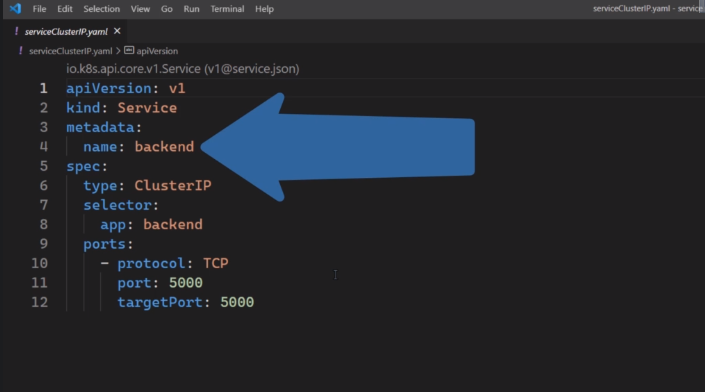 File Edit Selection View Go Run Terminal Help serviceClusterIP.yaml - service
! serviceClusterIP.yaml ×
! serviceClusterIP.yaml > apiVersion
io.k8s.api.core.v1.Service (v1@service.json)
1 apiVersion: v1
2 kind: Service
3 metadata:
4 name: backend
5 spec:
6 type: ClusterIP
7 selector:
8 app: backend
9 ports:
10 - protocol: TCP
11 port: 5000
12 targetPort: 5000